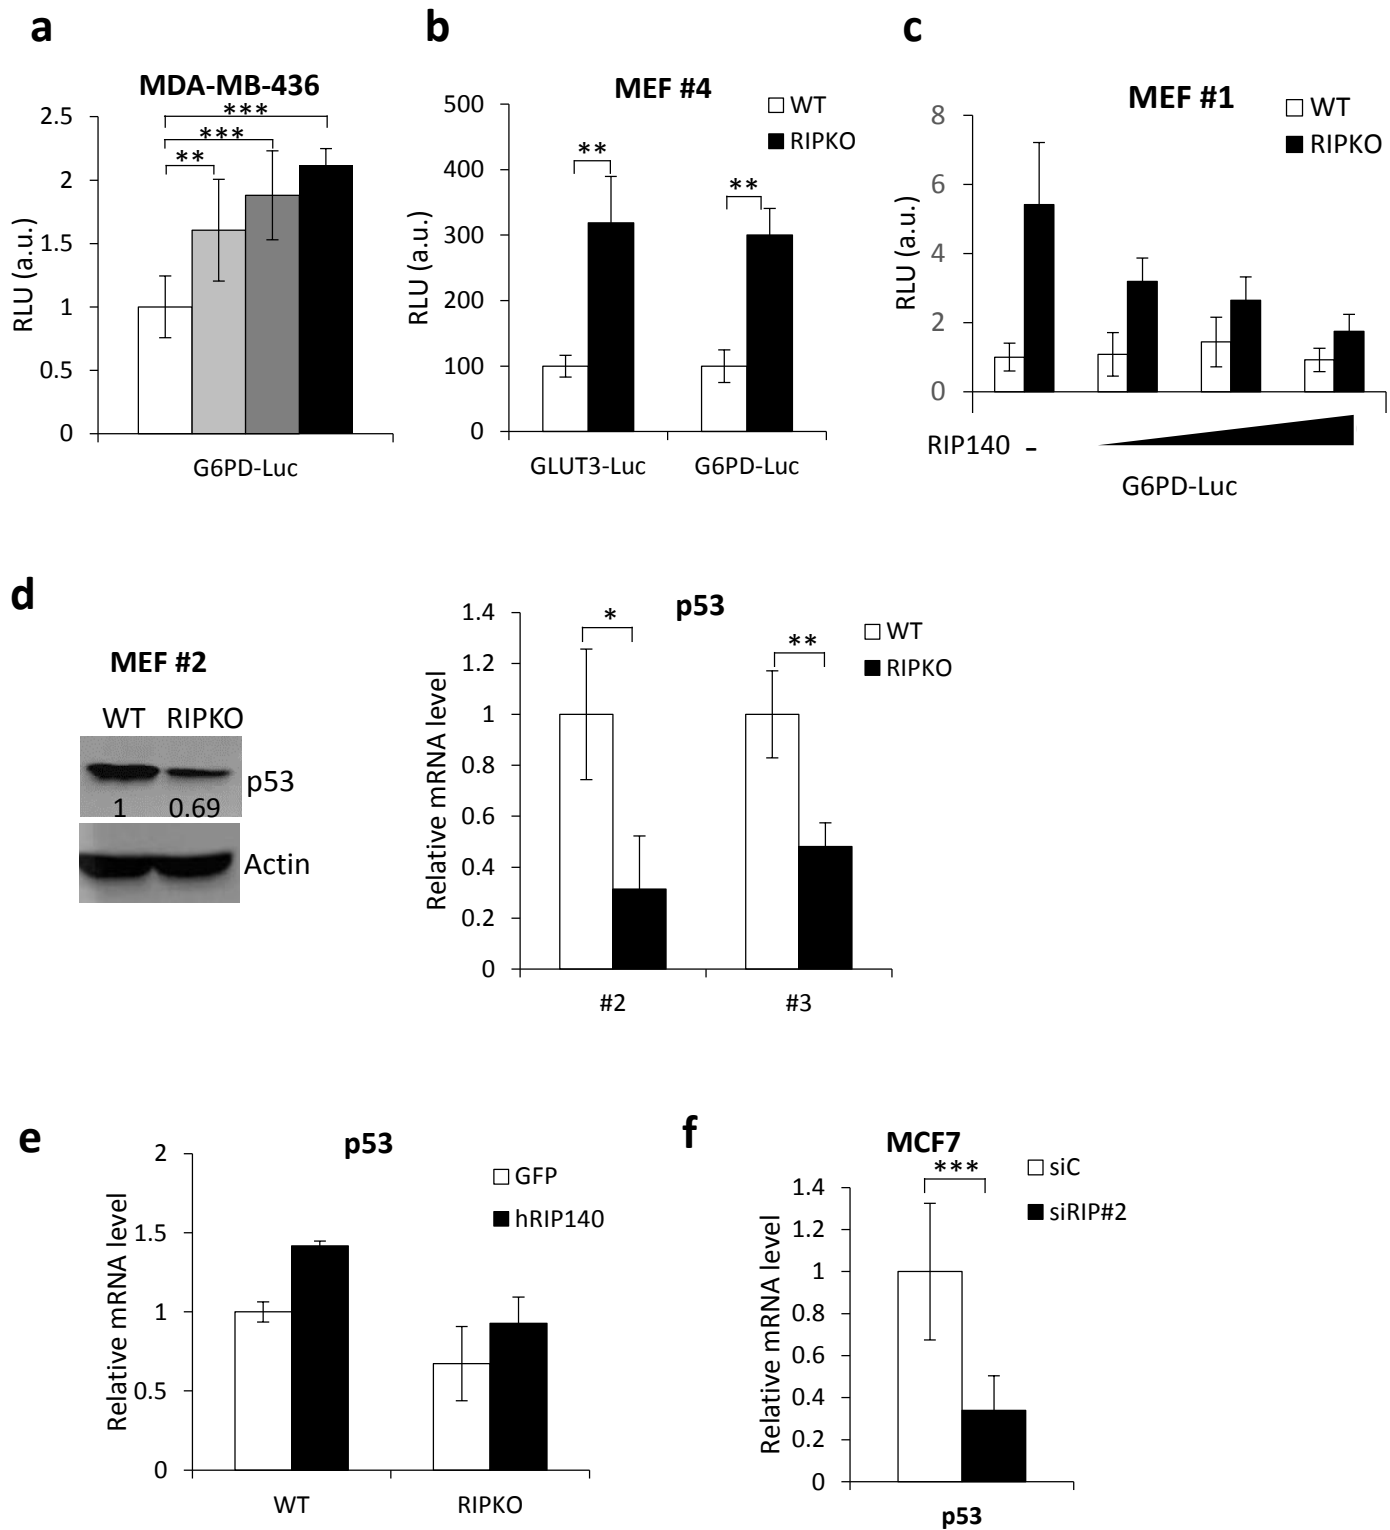 a
MDA-MB-436
2.5
2
1.5
1
0.5
0
RLU (a.u.)
***
***
**
G6PD-Luc
b
MEF #4
WT
RIPKO
500
400
300
200
100
0
RLU (a.u.)
**
**
GLUT3-Luc G6PD-Luc
c
MEF #1
WT
RIPKO
8
6
4
2
0
RLU (a.u.)
RIP140 -
G6PD-Luc
d
MEF #2
WT RIPKO
p53
1 0.69
Actin
p53
WT
RIPKO
1.4
1.2
1
0.8
0.6
0.4
0.2
0
Relative mRNA level
*
**
#2 #3
e
p53
GFP
hRIP140
2
1.5
1
0.5
0
Relative mRNA level
WT RIPKO
f
MCF7
siC
siRIP#2
***
1.4
1.2
1
0.8
0.6
0.4
0.2
0
Relative mRNA level
p53